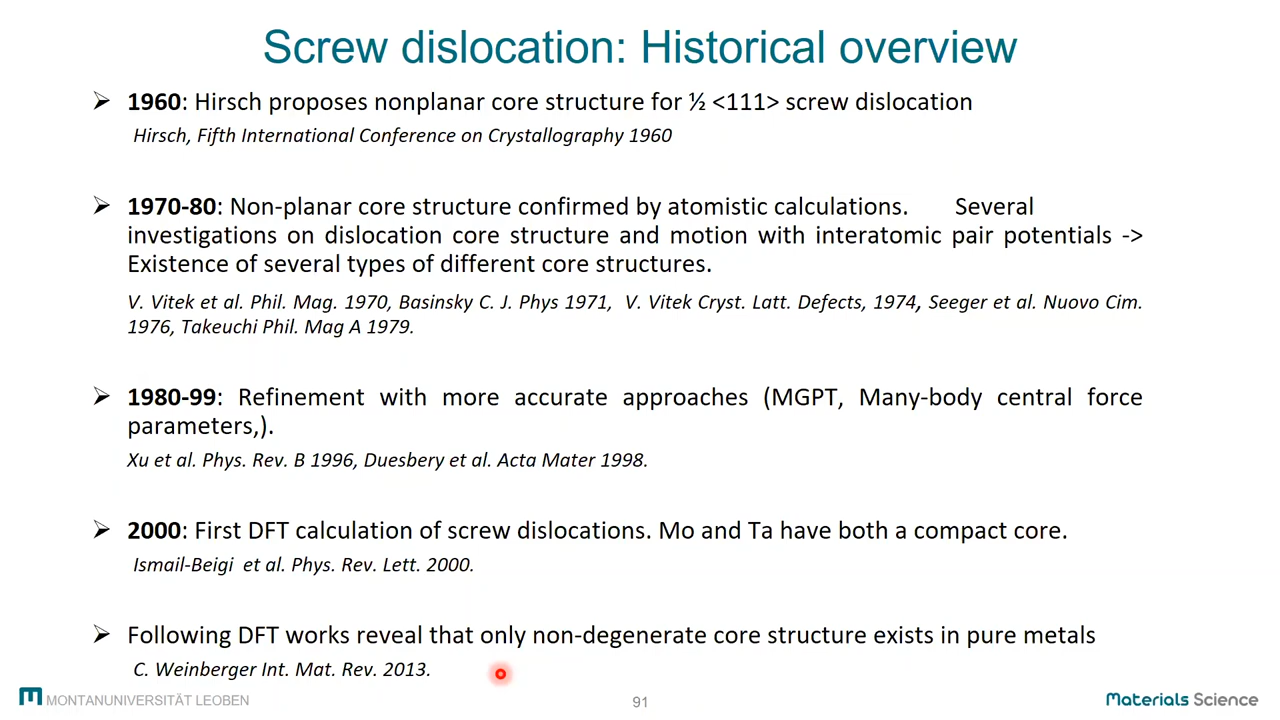 Screw dislocation: Historical overview
➢ 1960: Hirsch proposes nonplanar core structure for ½ <111> screw dislocation
Hirsch, Fifth International Conference on Crystallography 1960
➢ 1970-80: Non-planar core structure confirmed by atomistic calculations. Several
investigations on dislocation core structure and motion with interatomic pair potentials ->
Existence of several types of different core structures.
V. Vitek et al. Phil. Mag. 1970, Basinsky C. J. Phys 1971, V. Vitek Cryst. Latt. Defects, 1974, Seeger et al. Nuovo Cim.
1976, Takeuchi Phil. Mag A 1979.
➢ 1980-99: Refinement with more accurate approaches (MGPT, Many-body central force
parameters,).
Xu et al. Phys. Rev. B 1996, Duesbery et al. Acta Mater 1998.
➢ 2000: First DFT calculation of screw dislocations. Mo and Ta have both a compact core.
Ismail-Beigi et al. Phys. Rev. Lett. 2000.
➢ Following DFT works reveal that only non-degenerate core structure exists in pure metals
C. Weinberger Int. Mat. Rev. 2013.
MONTANUNIVERSITÄT LEOBEN
91
Materials Science